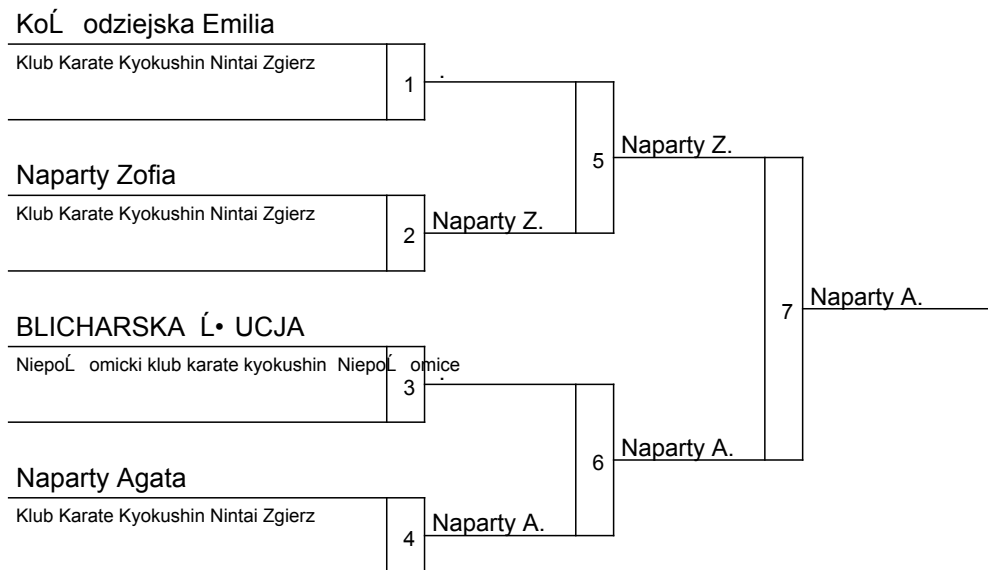 KoĹ odziejska Emilia
Klub Karate Kyokushin Nintai Zgierz
1
.
5
Naparty Z.
Naparty Zofia
Klub Karate Kyokushin Nintai Zgierz
2
Naparty Z.
7
Naparty A.
BLICHARSKA Ĺ• UCJA
NiepoĹ omicki klub karate kyokushin NiepoĹ omice
3
.
6
Naparty A.
Naparty Agata
Klub Karate Kyokushin Nintai Zgierz
4
Naparty A.